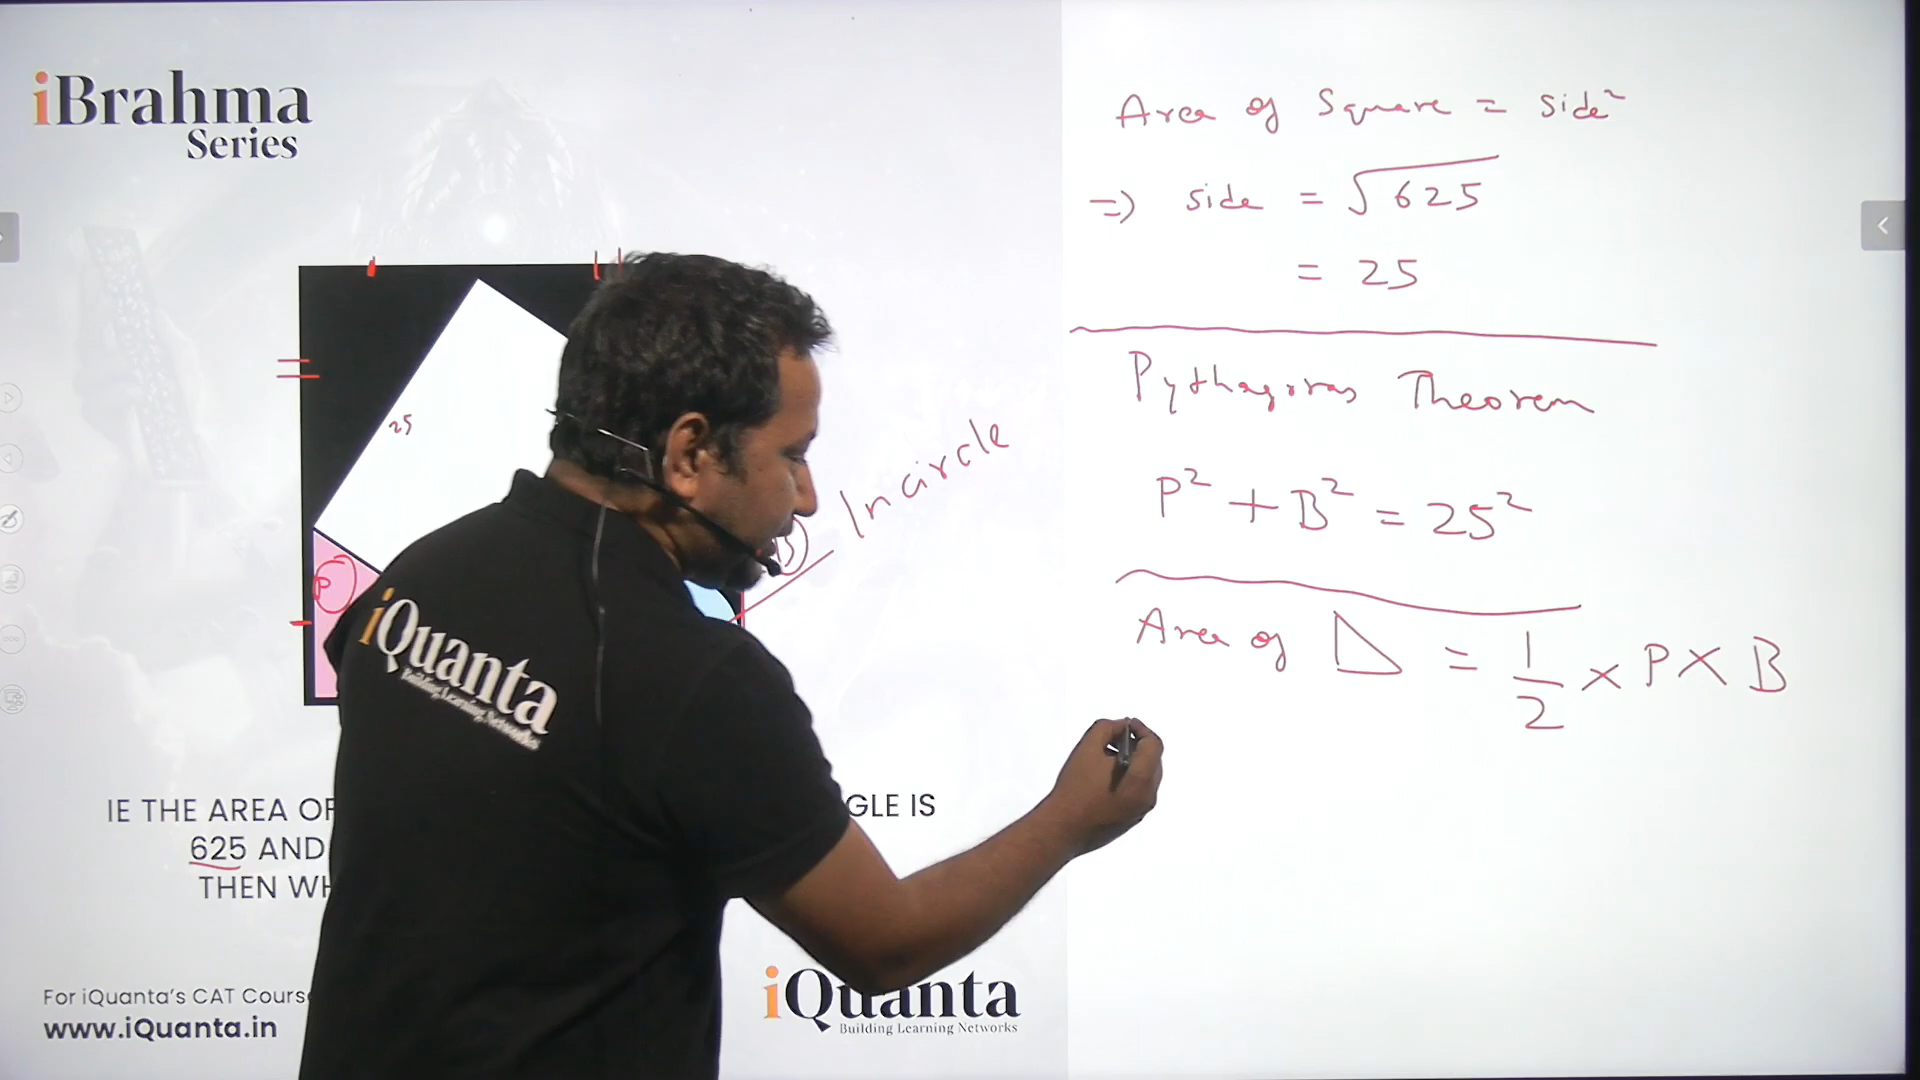 iBrahma
Series
25
P
B
Incircle
IE THE AREA OF
GLE IS
625 AND
THEN
For iQuanta's CAT
www.iQuanta.in
iQuanta
Building Learning Networks
iQuanta
Building Learning Networks
Area of Square = side²
=> side = √625
= 25
Pythagoras Theorem
P² + B² = 25²
Area of = 1/2 × P × B